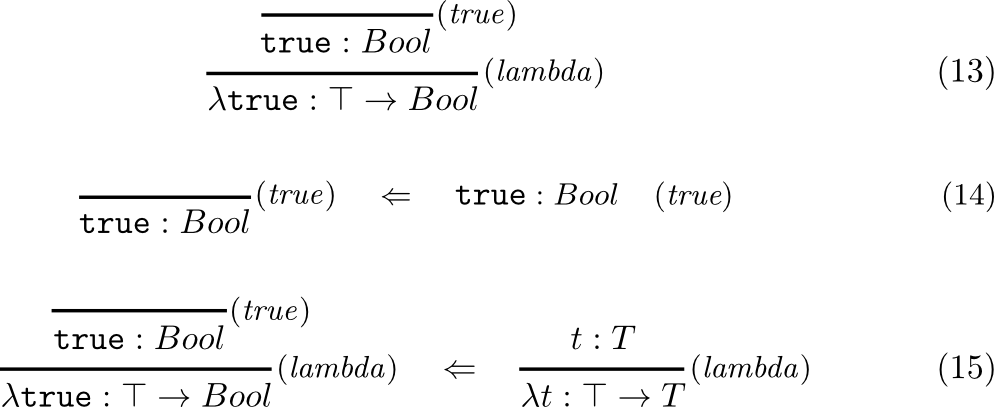 (true)
true : Bool
(lambda)
λtrue : ⊤ → Bool
(13)
(true) ⇐ true : Bool (true) (14)
true : Bool
(true)
true : Bool
t : T
(lambda) ⇐ (lambda) (15)
λtrue : ⊤ → Bool λt : ⊤ → T